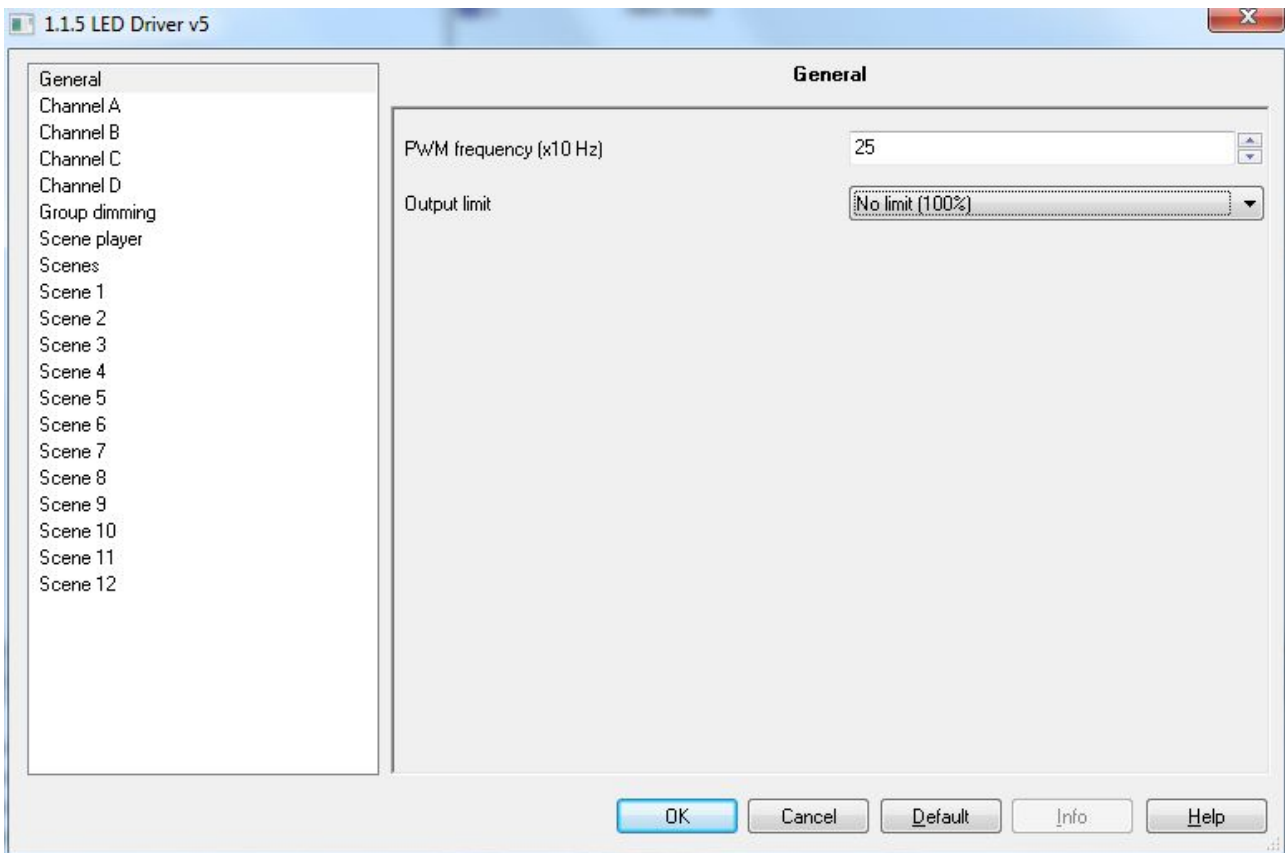 1.1.5 LED Driver v5
General
Channel A
Channel B
Channel C
Channel D
Group dimming
Scene player
Scenes
Scene 1
Scene 2
Scene 3
Scene 4
Scene 5
Scene 6
Scene 7
Scene 8
Scene 9
Scene 10
Scene 11
Scene 12
General
PWM frequency (x10 Hz) 25
Output limit No limit (100%)
OK Cancel Default Info Help